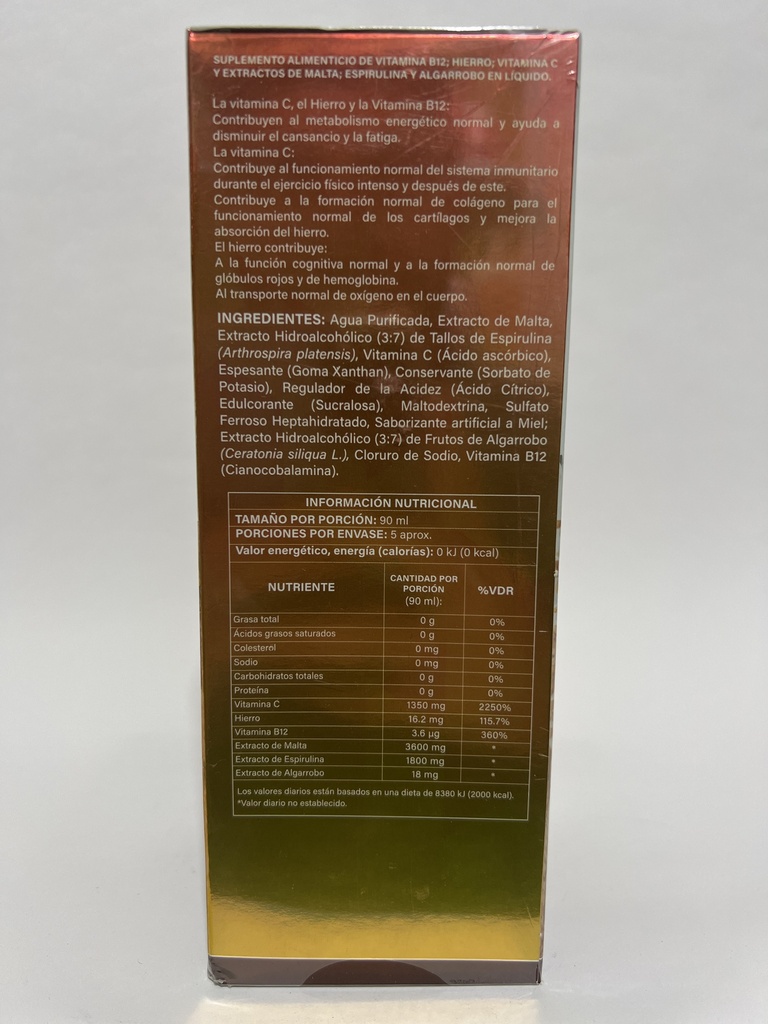 SUPLEMENTO ALIMENTICIO DE VITAMINA B12; HIERRO; VITAMINA C
Y EXTRACTOS DE MALTA; ESPIRULINA Y ALGARROBO EN LÍQUIDO.
La vitamina C, el Hierro y la Vitamina B12:
Contribuyen al metabolismo energético normal y ayuda a
disminuir el cansancio y la fatiga.
La vitamina C:
Contribuye al funcionamiento normal del sistema inmunitario
durante el ejercicio físico intenso y después de este.
Contribuye a la formación normal de colágeno para el
funcionamiento normal de los cartílagos y mejora la
absorción del hierro.
El hierro contribuye:
A la función cognitiva normal y a la formación normal de
glóbulos rojos y de hemoglobina.
Al transporte normal de oxígeno en el cuerpo.
INGREDIENTES: Agua Purificada, Extracto de Malta,
Extracto Hidroalcohólico (3:7) de Tallos de Espirulina
(Arthrospira platensis), Vitamina C (Ácido ascórbico),
Espesante (Goma Xanthan), Conservante (Sorbato de
Potasio), Regulador de la Acidez (Ácido Cítrico),
Edulcorante (Sucralosa), Maltodextrina, Sulfato
Ferroso Heptahidratado, Saborizante artificial a Miel;
Extracto Hidroalcohólico (3:7) de Frutos de Algarrobo
(Ceratonia siliqua L.), Cloruro de Sodio, Vitamina B12
(Cianocobalamina).
INFORMACIÓN NUTRICIONAL
TAMAÑO POR PORCIÓN: 90 ml
PORCIONES POR ENVASE: 5 aprox.
Valor energético, energía (calorías): 0 kJ (0 kcal)
NUTRIENTE CANTIDAD POR PORCIÓN (90 ml): %VDR
Grasa total 0 g 0%
Ácidos grasos saturados 0 g 0%
Colesterol 0 mg 0%
Sodio 0 mg 0%
Carbohidratos totales 0 g 0%
Proteína 0 g 0%
Vitamina C 1350 mg 2250%
Hierro 16.2 mg 115.7%
Vitamina B12 3.6 µg 360%
Extracto de Malta 3600 mg *
Extracto de Espirulina 1800 mg *
Extracto de Algarrobo 18 mg *
Los valores diarios están basados en una dieta de 8380 kJ (2000 kcal).
*Valor diario no establecido.